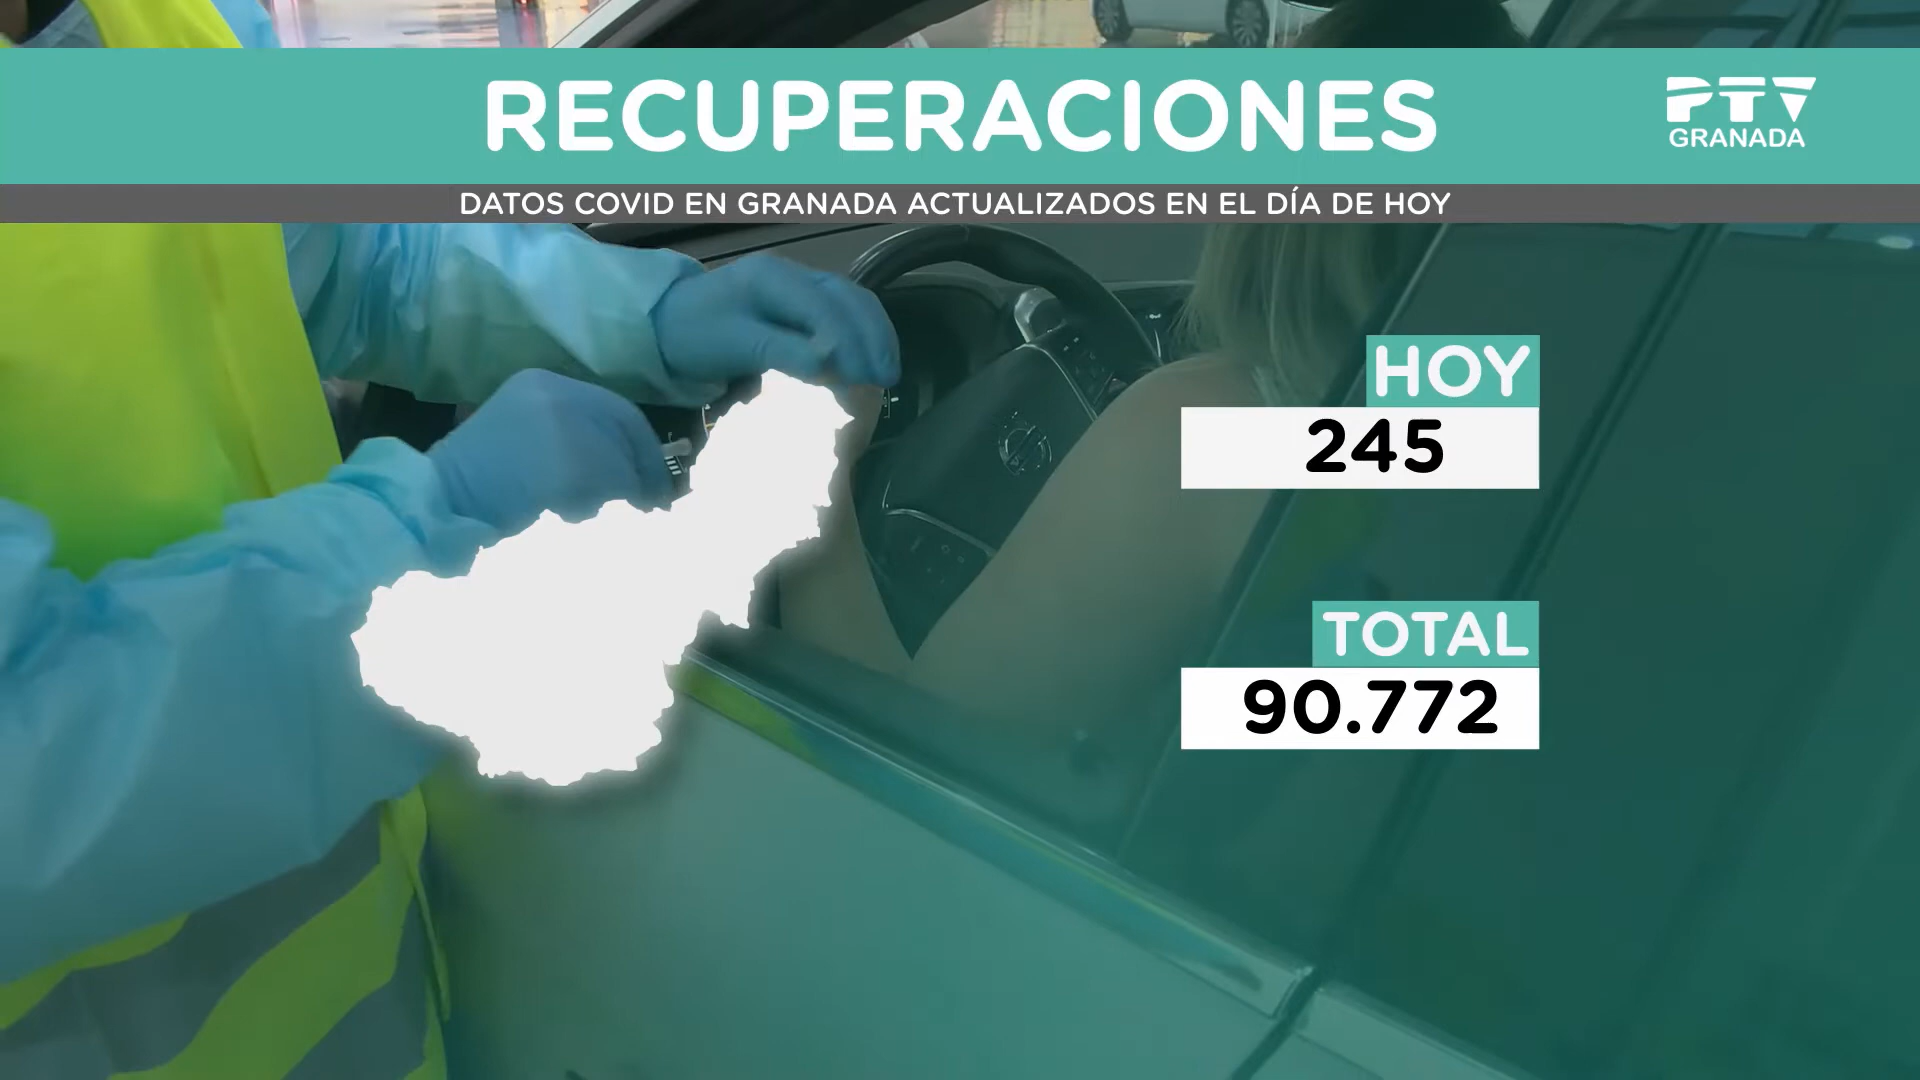 RECUPERACIONES
PTV
GRANADA
DATOS COVID EN GRANADA ACTUALIZADOS EN EL DÍA DE HOY
HOY
245
TOTAL
90.772